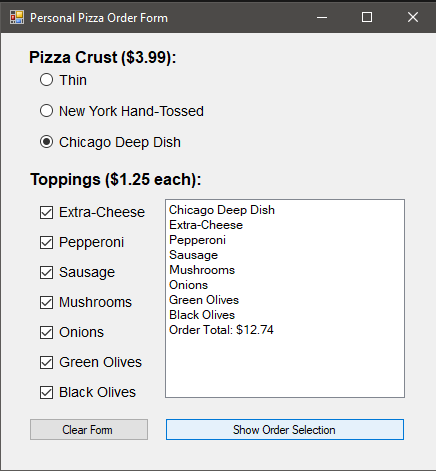 Personal Pizza Order Form
Pizza Crust ($3.99):
Thin
New York Hand-Tossed
Chicago Deep Dish
Toppings ($1.25 each):
Extra-Cheese
Pepperoni
Sausage
Mushrooms
Onions
Green Olives
Black Olives
Chicago Deep Dish
Extra-Cheese
Pepperoni
Sausage
Mushrooms
Onions
Green Olives
Black Olives
Order Total: $12.74
Clear Form
Show Order Selection